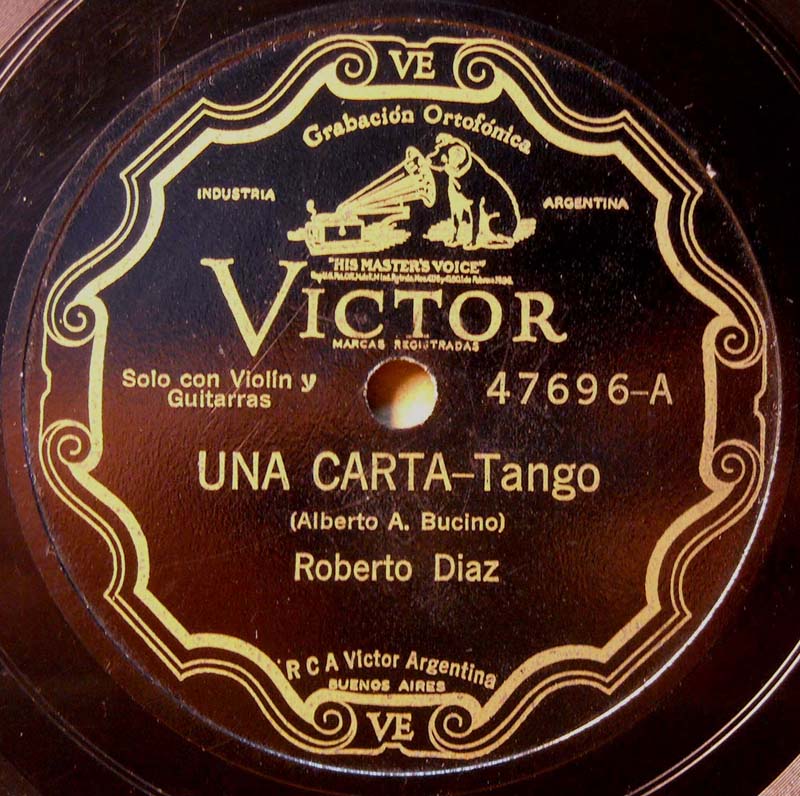 VE
Grabación Ortofónica
INDUSTRIA
ARGENTINA
"HIS MASTER'S VOICE"
VICTOR
MARCAS REGISTRADAS
Solo con Violín y
Guitarras
47696-A
UNA CARTA-Tango
(Alberto A. Bucino)
Roberto Diaz
R C A Victor Argentina
BUENOS AIRES
VE